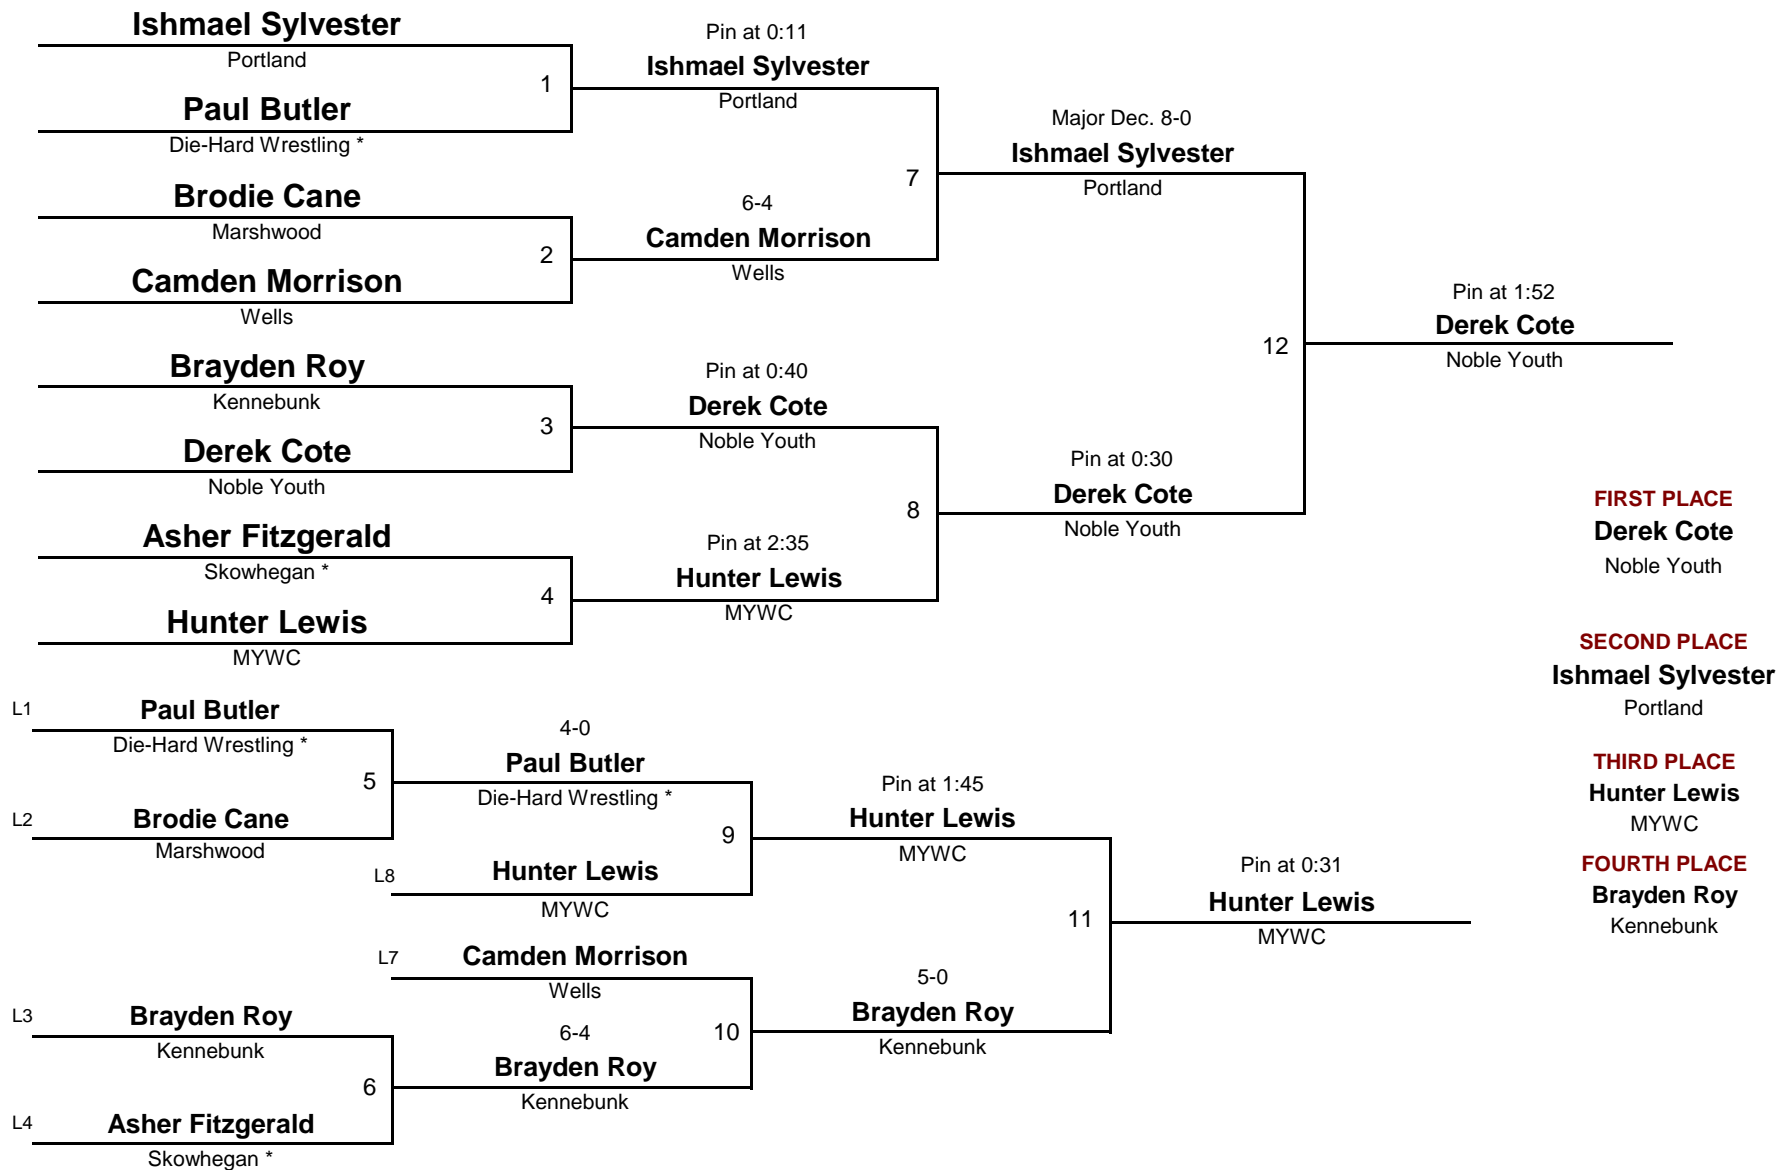 Ishmael Sylvester
Portland
1
Paul Butler
Die-Hard Wrestling *
Brodie Cane
Marshwood
2
Camden Morrison
Wells
Brayden Roy
Kennebunk
3
Derek Cote
Noble Youth
Asher Fitzgerald
Skowhegan *
4
Hunter Lewis
MYWC
Pin at 0:11
Ishmael Sylvester
Portland
7
6-4
Camden Morrison
Wells
Pin at 0:40
Derek Cote
Noble Youth
8
Pin at 2:35
Hunter Lewis
MYWC
Major Dec. 8-0
Ishmael Sylvester
Portland
12
Pin at 0:30
Derek Cote
Noble Youth
Pin at 1:52
Derek Cote
Noble Youth
L1
Paul Butler
Die-Hard Wrestling *
5
L2
Brodie Cane
Marshwood
4-0
Paul Butler
Die-Hard Wrestling *
9
L8
Hunter Lewis
MYWC
L7
Camden Morrison
Wells
10
L3
Brayden Roy
Kennebunk
6
L4
Asher Fitzgerald
Skowhegan *
6-4
Brayden Roy
Kennebunk
Pin at 1:45
Hunter Lewis
MYWC
11
5-0
Brayden Roy
Kennebunk
Pin at 0:31
Hunter Lewis
MYWC
FIRST PLACE
Derek Cote
Noble Youth
SECOND PLACE
Ishmael Sylvester
Portland
THIRD PLACE
Hunter Lewis
MYWC
FOURTH PLACE
Brayden Roy
Kennebunk